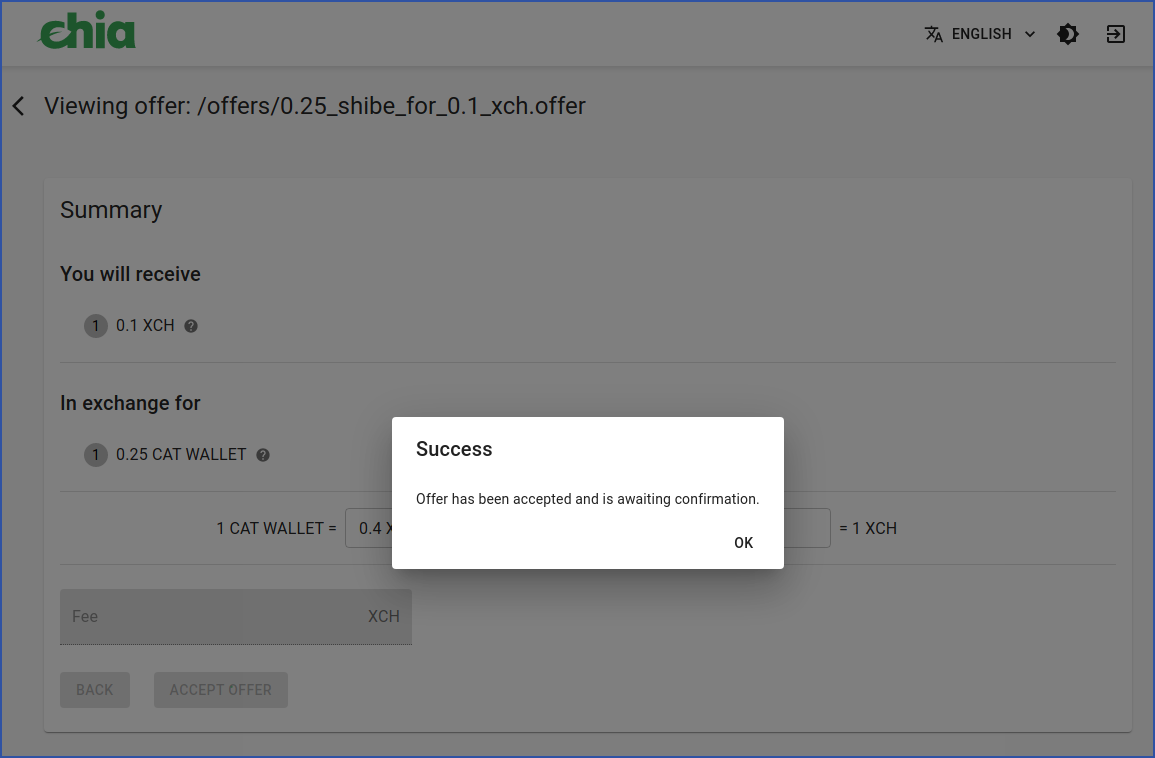 chia
ENGLISH
Viewing offer: /offers/0.25_shibe_for_0.1_xch.offer
Summary
You will receive
1 0.1 XCH ?
In exchange for
1 0.25 CAT WALLET ?
Success
Offer has been accepted and is awaiting confirmation.
1 CAT WALLET = 0.4 = 1 XCH
OK
Fee XCH
BACK ACCEPT OFFER